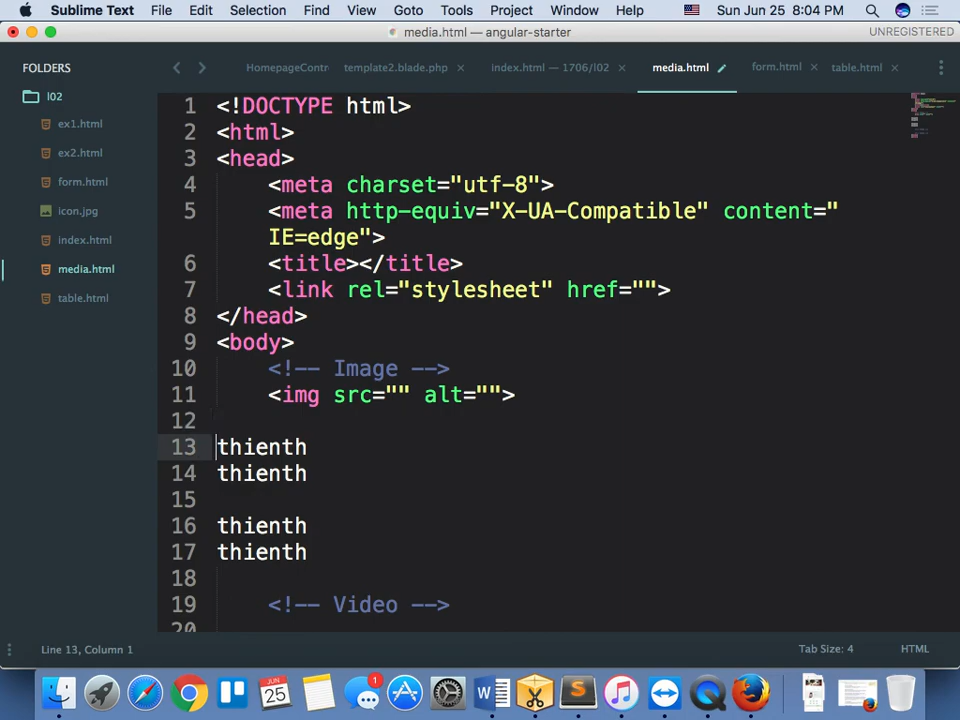 Sublime Text File Edit Selection Find View Goto Tools Project Window Help Sun Jun 25 8:04 PM
media.html — angular-starter UNREGISTERED
FOLDERS HomepageContr template2.blade.php index.html — 1706/l02 media.html form.html table.html
l02
ex1.html
ex2.html
form.html
icon.jpg
index.html
media.html
table.html
1 <!DOCTYPE html>
2 <html>
3 <head>
4 <meta charset="utf-8">
5 <meta http-equiv="X-UA-Compatible" content="
IE=edge">
6 <title></title>
7 <link rel="stylesheet" href="">
8 </head>
9 <body>
10 <!-- Image -->
11 <img src="" alt="">
12
13 thienth
14 thienth
15
16 thienth
17 thienth
18
19 <!-- Video -->
20
Line 13, Column 1 Tab Size: 4 HTML
JUN
25
1